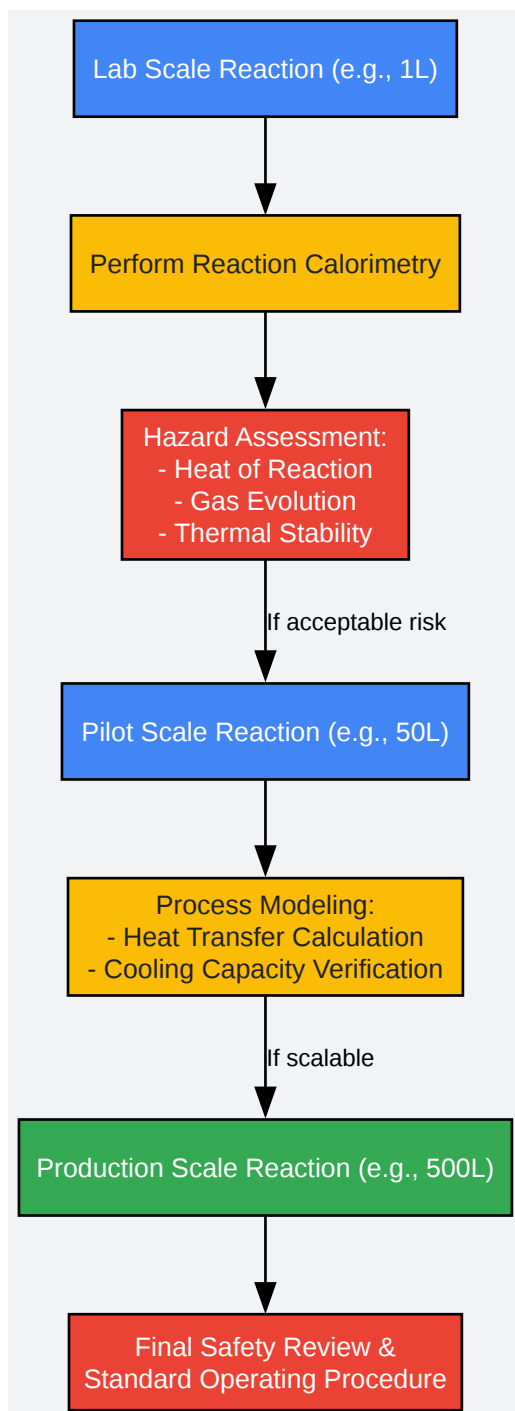 Lab Scale Reaction (e.g., 1L)
Perform Reaction Calorimetry
Hazard Assessment:
- Heat of Reaction
- Gas Evolution
- Thermal Stability
If acceptable risk
Pilot Scale Reaction (e.g., 50L)
Process Modeling:
- Heat Transfer Calculation
- Cooling Capacity Verification
If scalable
Production Scale Reaction (e.g., 500L)
Final Safety Review &
Standard Operating Procedure